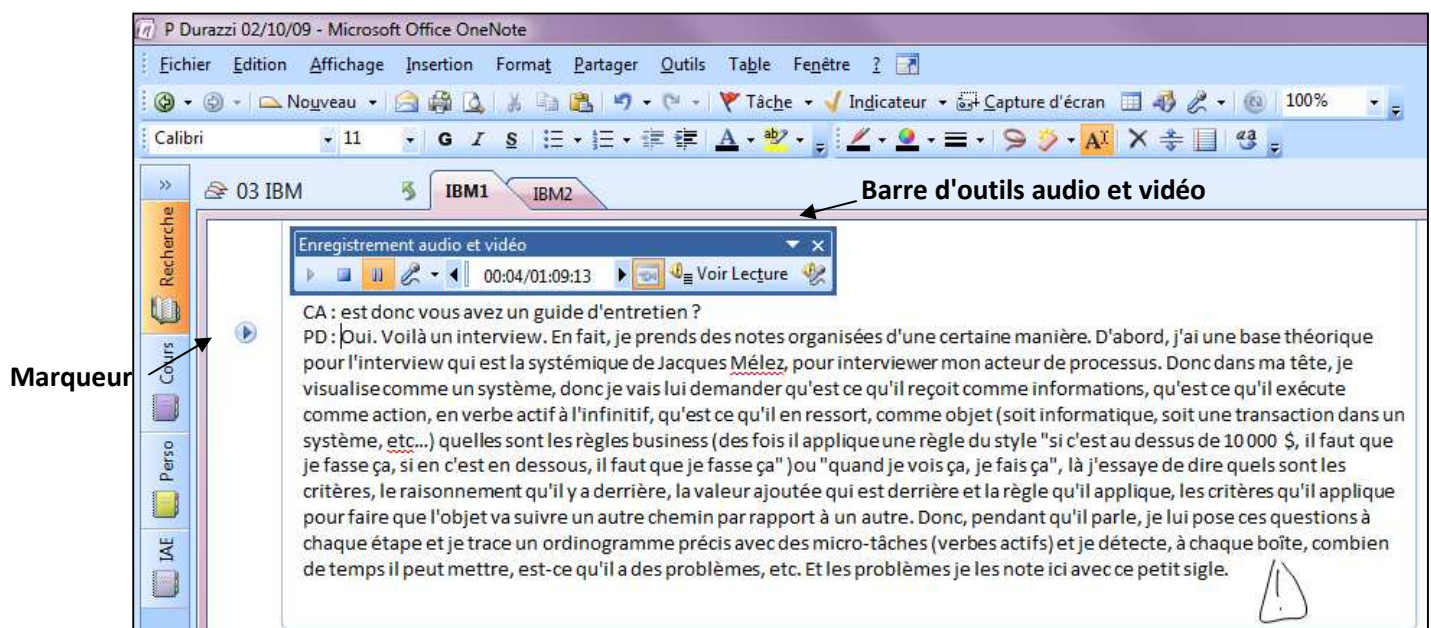 P Durazzi 02/10/09 - Microsoft Office OneNote
Fichier Edition Affichage Insertion Format Partager Outils Table Fenêtre ?
Nouveau Tâche Indicateur Capture d'écran 100%
Calibri 11 G I S A ab A
» 03 IBM IBM1 IBM2
Barre d'outils audio et vidéo
Recherche
Cours
Perso
IAE
Marqueur
Enregistrement audio et vidéo
00:04/01:09:13 Voir Lecture
CA : est donc vous avez un guide d'entretien ?
PD : Oui. Voilà un interview. En fait, je prends des notes organisées d'une certaine manière. D'abord, j'ai une base théorique
pour l'interview qui est la systémique de Jacques Mélez, pour interviewer mon acteur de processus. Donc dans ma tête, je
visualise comme un système, donc je vais lui demander qu'est ce qu'il reçoit comme informations, qu'est ce qu'il exécute
comme action, en verbe actif à l'infinitif, qu'est ce qu'il en ressort, comme objet (soit informatique, soit une transaction dans un
système, etc...) quelles sont les règles business (des fois il applique une règle du style "si c'est au dessus de 10 000 $, il faut que
je fasse ça, si en c'est en dessous, il faut que je fasse ça" )ou "quand je vois ça, je fais ça", là j'essaye de dire quels sont les
critères, le raisonnement qu'il y a derrière, la valeur ajoutée qui est derrière et la règle qu'il applique, les critères qu'il applique
pour faire que l'objet va suivre un autre chemin par rapport à un autre. Donc, pendant qu'il parle, je lui pose ces questions à
chaque étape et je trace un ordinogramme précis avec des micro-tâches (verbes actifs) et je détecte, à chaque boîte, combien
de temps il peut mettre, est-ce qu'il a des problèmes, etc. Et les problèmes je les note ici avec ce petit sigle.